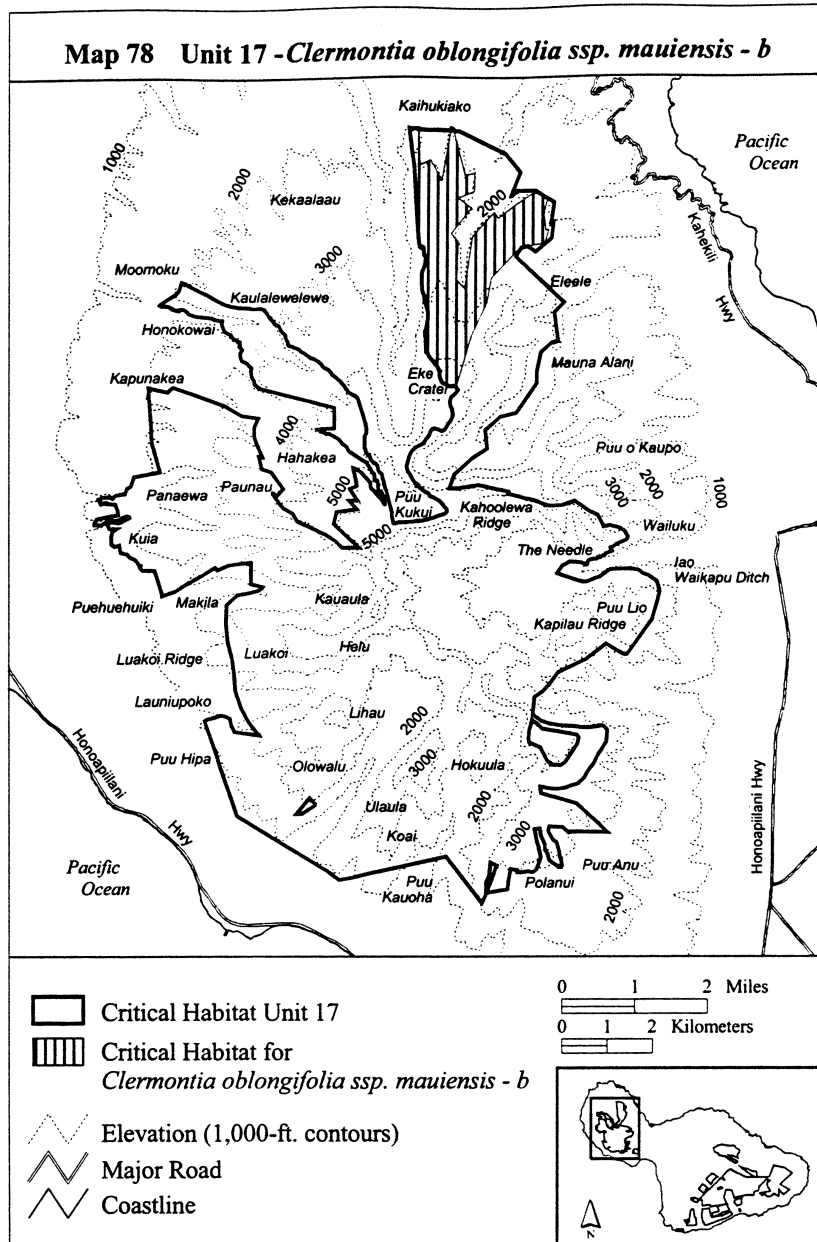 Map 78 Unit 17 - Clermontia oblongifolia ssp. mauiensis - b
Kaihukiako
Pacific
Ocean
1000
2000
Kekaalaau
2000
Kahekili
Hwy
3000
Moomoku
Kaulalewelewe
Eleele
Honokowai
Mauna Alani
Kapunakea
Eke
Crater
4000
Puu o Kaupo
Hahakea
2000
3000
1000
Panaewa
Paunau
5000
Puu
Kukui
Kahoolewa
Ridge
Wailuku
5000
Kuia
The Needle
Iao
Waikapu Ditch
Puehuehuiki
Makila
Kauaula
Puu Lio
Kapilau Ridge
Luakoi Ridge
Luakoi
Helu
Launiupoko
Lihau
2000
Honoapiilani
Hwy
Puu Hipa
Olowalu
3000
Hokuula
Honoapiilani Hwy
Ulaula
2000
Koai
3000
Pacific
Ocean
Puu
Kauoha
Polanui
Puu Anu
2000
0 1 2 Miles
0 1 2 Kilometers
Critical Habitat Unit 17
Critical Habitat for
Clermontia oblongifolia ssp. mauiensis - b
Elevation (1,000-ft. contours)
Major Road
Coastline
N